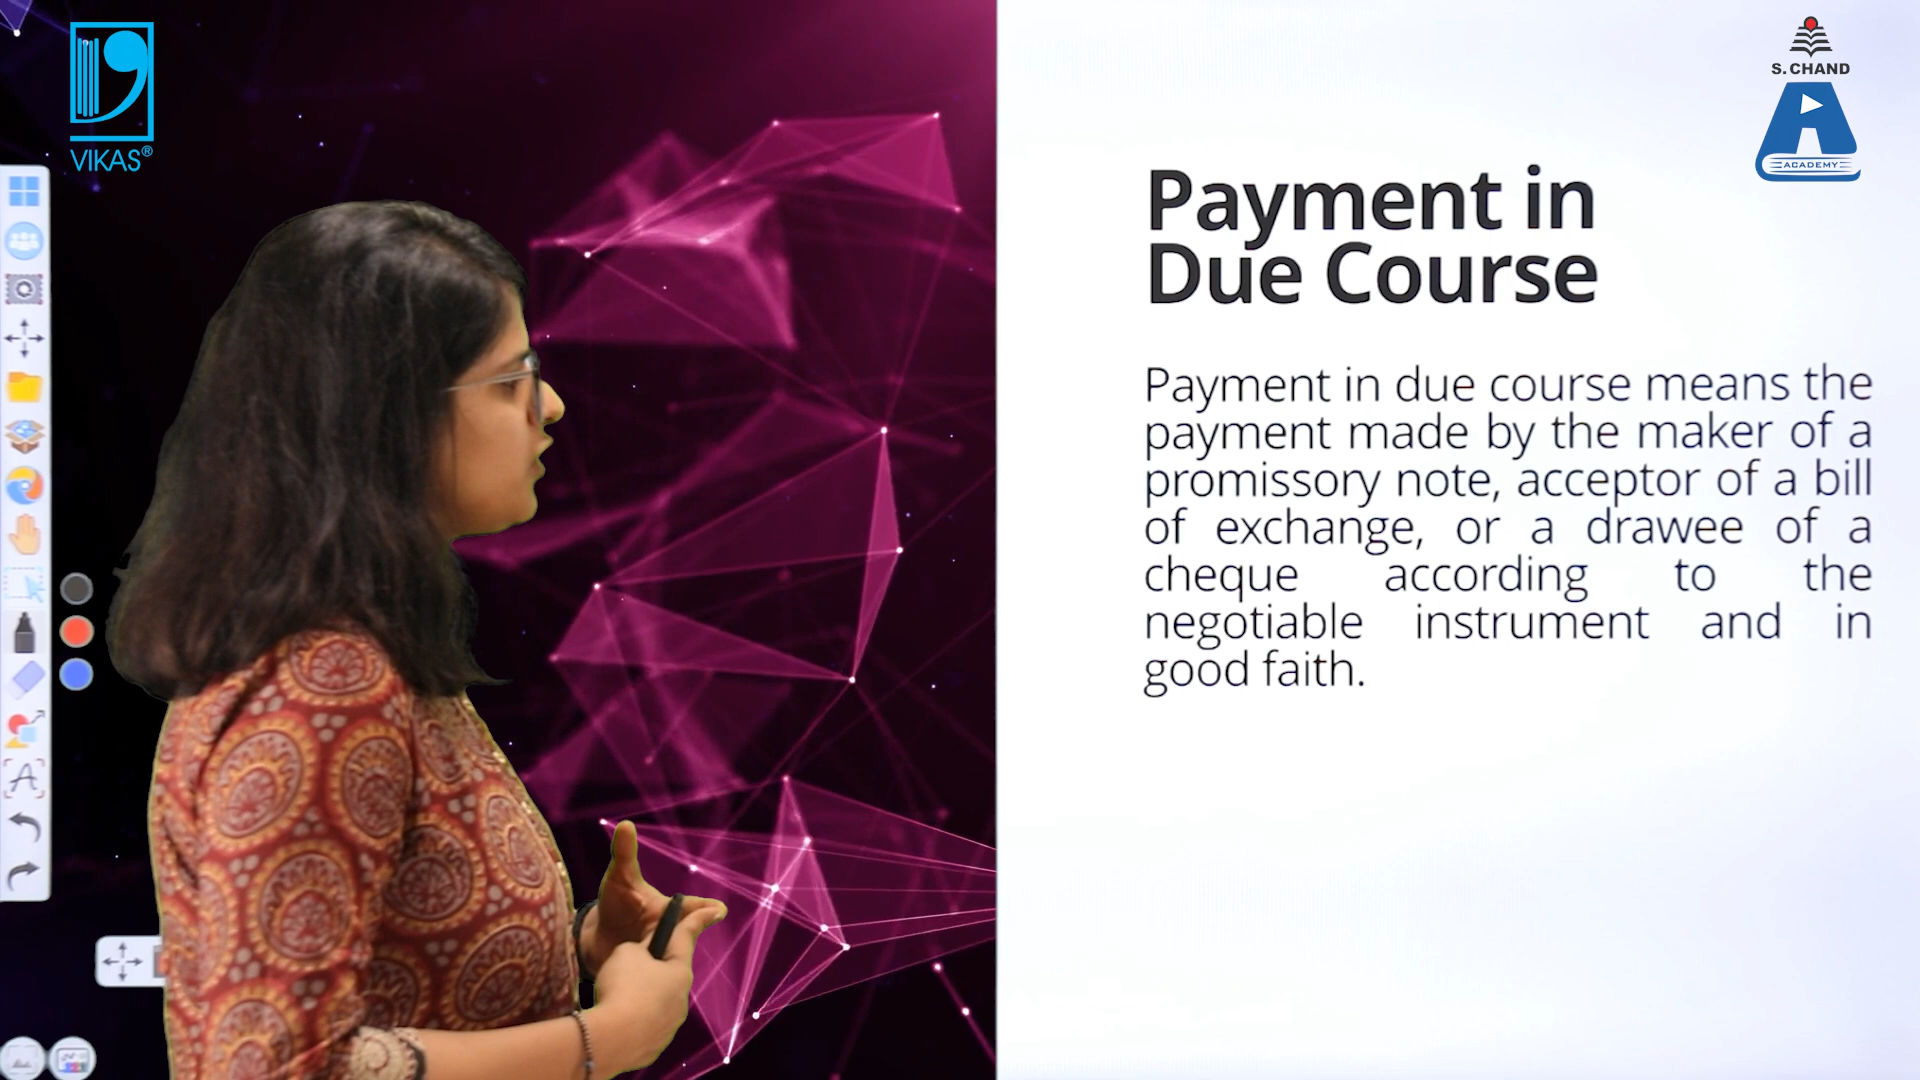 VIKAS®
S. CHAND
ACADEMY
Payment in
Due Course
Payment in due course means the
payment made by the maker of a
promissory note, acceptor of a bill
of exchange, or a drawee of a
cheque according to the
negotiable instrument and in
good faith.